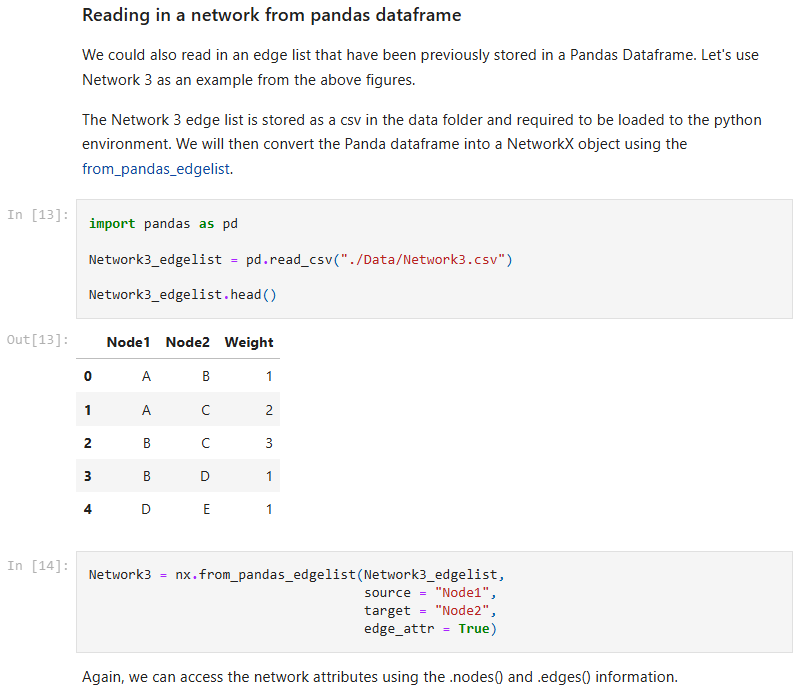 Reading in a network from pandas dataframe
We could also read in an edge list that have been previously stored in a Pandas Dataframe. Let's use
Network 3 as an example from the above figures.
The Network 3 edge list is stored as a csv in the data folder and required to be loaded to the python
environment. We will then convert the Panda dataframe into a NetworkX object using the
from_pandas_edgelist.
In [13]:
import pandas as pd
Network3_edgelist = pd.read_csv("./Data/Network3.csv")
Network3_edgelist.head()
Out[13]:
Node1 Node2 Weight
0 A B 1
1 A C 2
2 B C 3
3 B D 1
4 D E 1
In [14]:
Network3 = nx.from_pandas_edgelist(Network3_edgelist,
source = "Node1",
target = "Node2",
edge_attr = True)
Again, we can access the network attributes using the .nodes() and .edges() information.